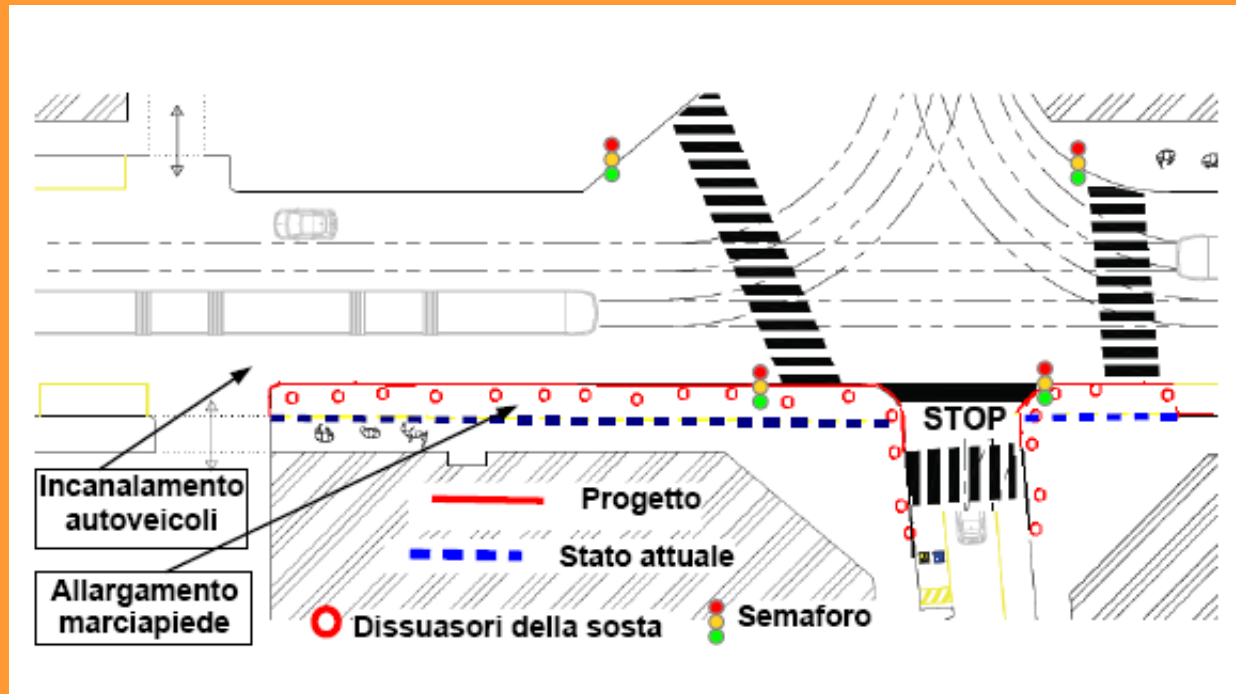 STOP
Incanalamento
autoveicoli
Progetto
Stato attuale
Allargamento
marciapiede
Dissuasori della sosta
Semaforo